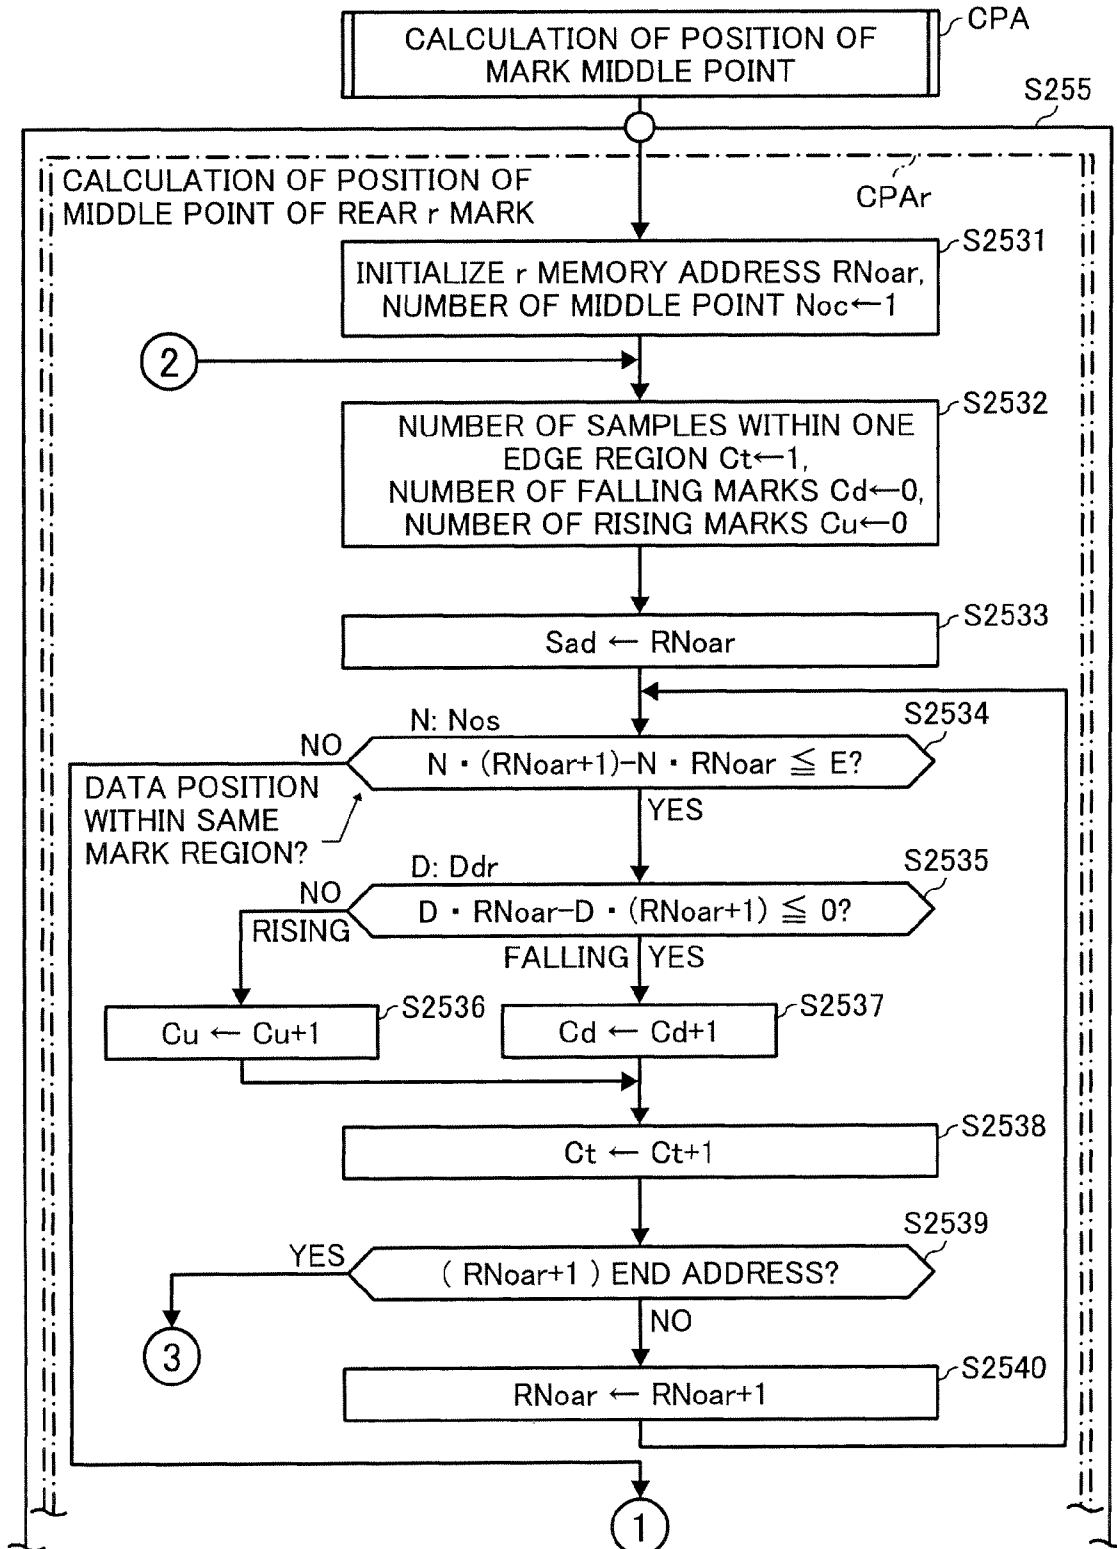 CALCULATION OF POSITION OF
MARK MIDDLE POINT
CPA
S255
CPAr
CALCULATION OF POSITION OF
MIDDLE POINT OF REAR r MARK
S2531
INITIALIZE r MEMORY ADDRESS RNoar,
NUMBER OF MIDDLE POINT Noc←1
2
S2532
NUMBER OF SAMPLES WITHIN ONE
EDGE REGION Ct←1,
NUMBER OF FALLING MARKS Cd←0,
NUMBER OF RISING MARKS Cu←0
S2533
Sad ← RNoar
N: Nos
S2534
NO
N・(RNoar+1)-N・RNoar ≦ E?
DATA POSITION
WITHIN SAME
MARK REGION?
YES
D: Ddr
S2535
NO
D・RNoar-D・(RNoar+1) ≦ 0?
RISING
FALLING YES
S2536
Cu ← Cu+1
S2537
Cd ← Cd+1
S2538
Ct ← Ct+1
S2539
YES
( RNoar+1 ) END ADDRESS?
NO
3
S2540
RNoar ← RNoar+1
1